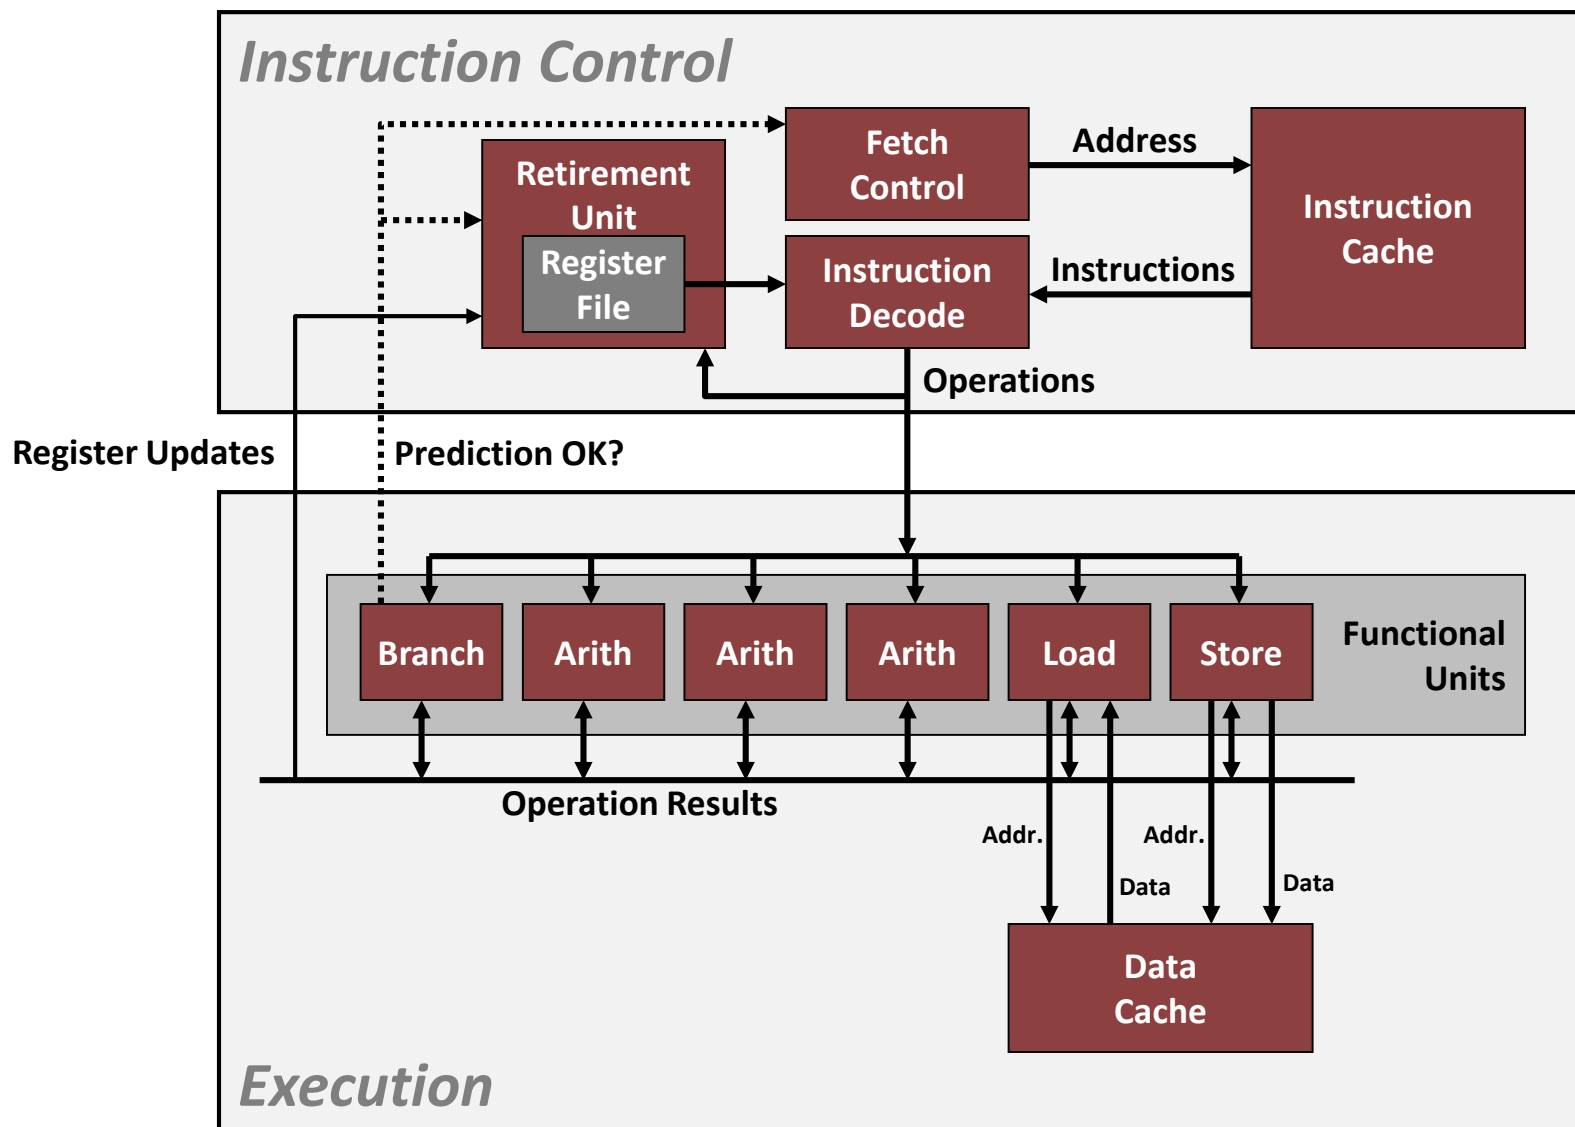 Instruction Control
Retirement
Unit
Register
File
Fetch
Control
Address
Instruction
Cache
Instruction
Decode
Instructions
Operations
Register Updates
Prediction OK?
Branch
Arith
Arith
Arith
Load
Store
Functional
Units
Operation Results
Addr.
Addr.
Data
Data
Data
Cache
Execution